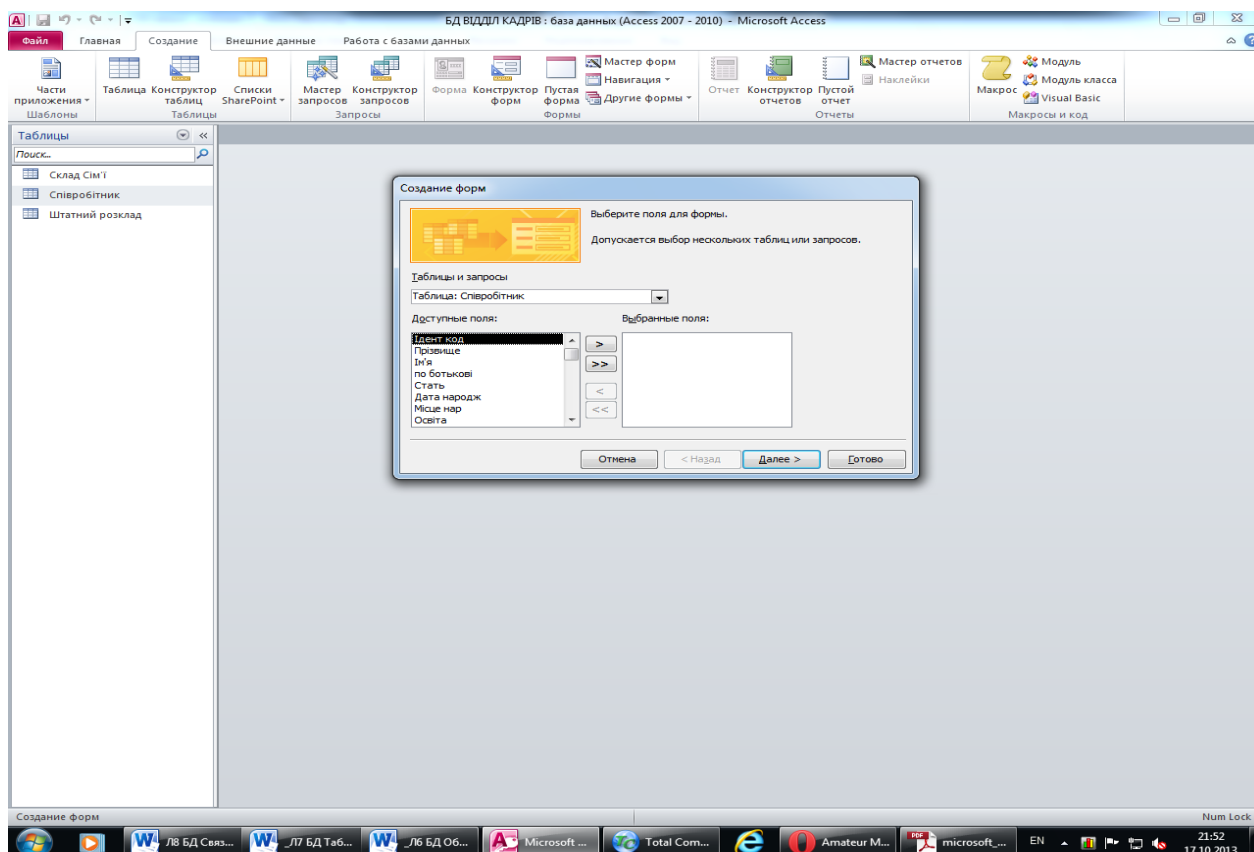 БД ВІДДІЛ КАДРІВ : база данных (Access 2007 - 2010) - Microsoft Access
Файл Главная Создание Внешние данные Работа с базами данных
Части приложения
Таблица
Конструктор таблиц
Списки SharePoint
Мастер запросов
Конструктор запросов
Форма
Конструктор форм
Пустая форма
Мастер форм
Навигация
Другие формы
Отчет
Конструктор отчетов
Пустой отчет
Мастер отчетов
Наклейки
Макрос
Модуль
Модуль класса
Visual Basic
Шаблоны Таблицы Запросы Формы Отчеты Макросы и код
Таблицы
Поиск...
Склад Сім'ї
Співробітник
Штатний розклад
Создание форм
Выберите поля для формы.
Допускается выбор нескольких таблиц или запросов.
Таблицы и запросы
Таблица: Співробітник
Доступные поля: Выбранные поля:
Ідент код
Прізвище
Ім'я
по ботькові
Стать
Дата народж
Місце нар
Освіта
>
>>
<
<<
Отмена < Назад Далее > Готово
Создание форм Num Lock
Л8 БД Связ... _Л7 БД Таб... _Л6 БД Об... Microsoft ... Total Com... Amateur M... microsoft_... EN 21:52
17.10.2013